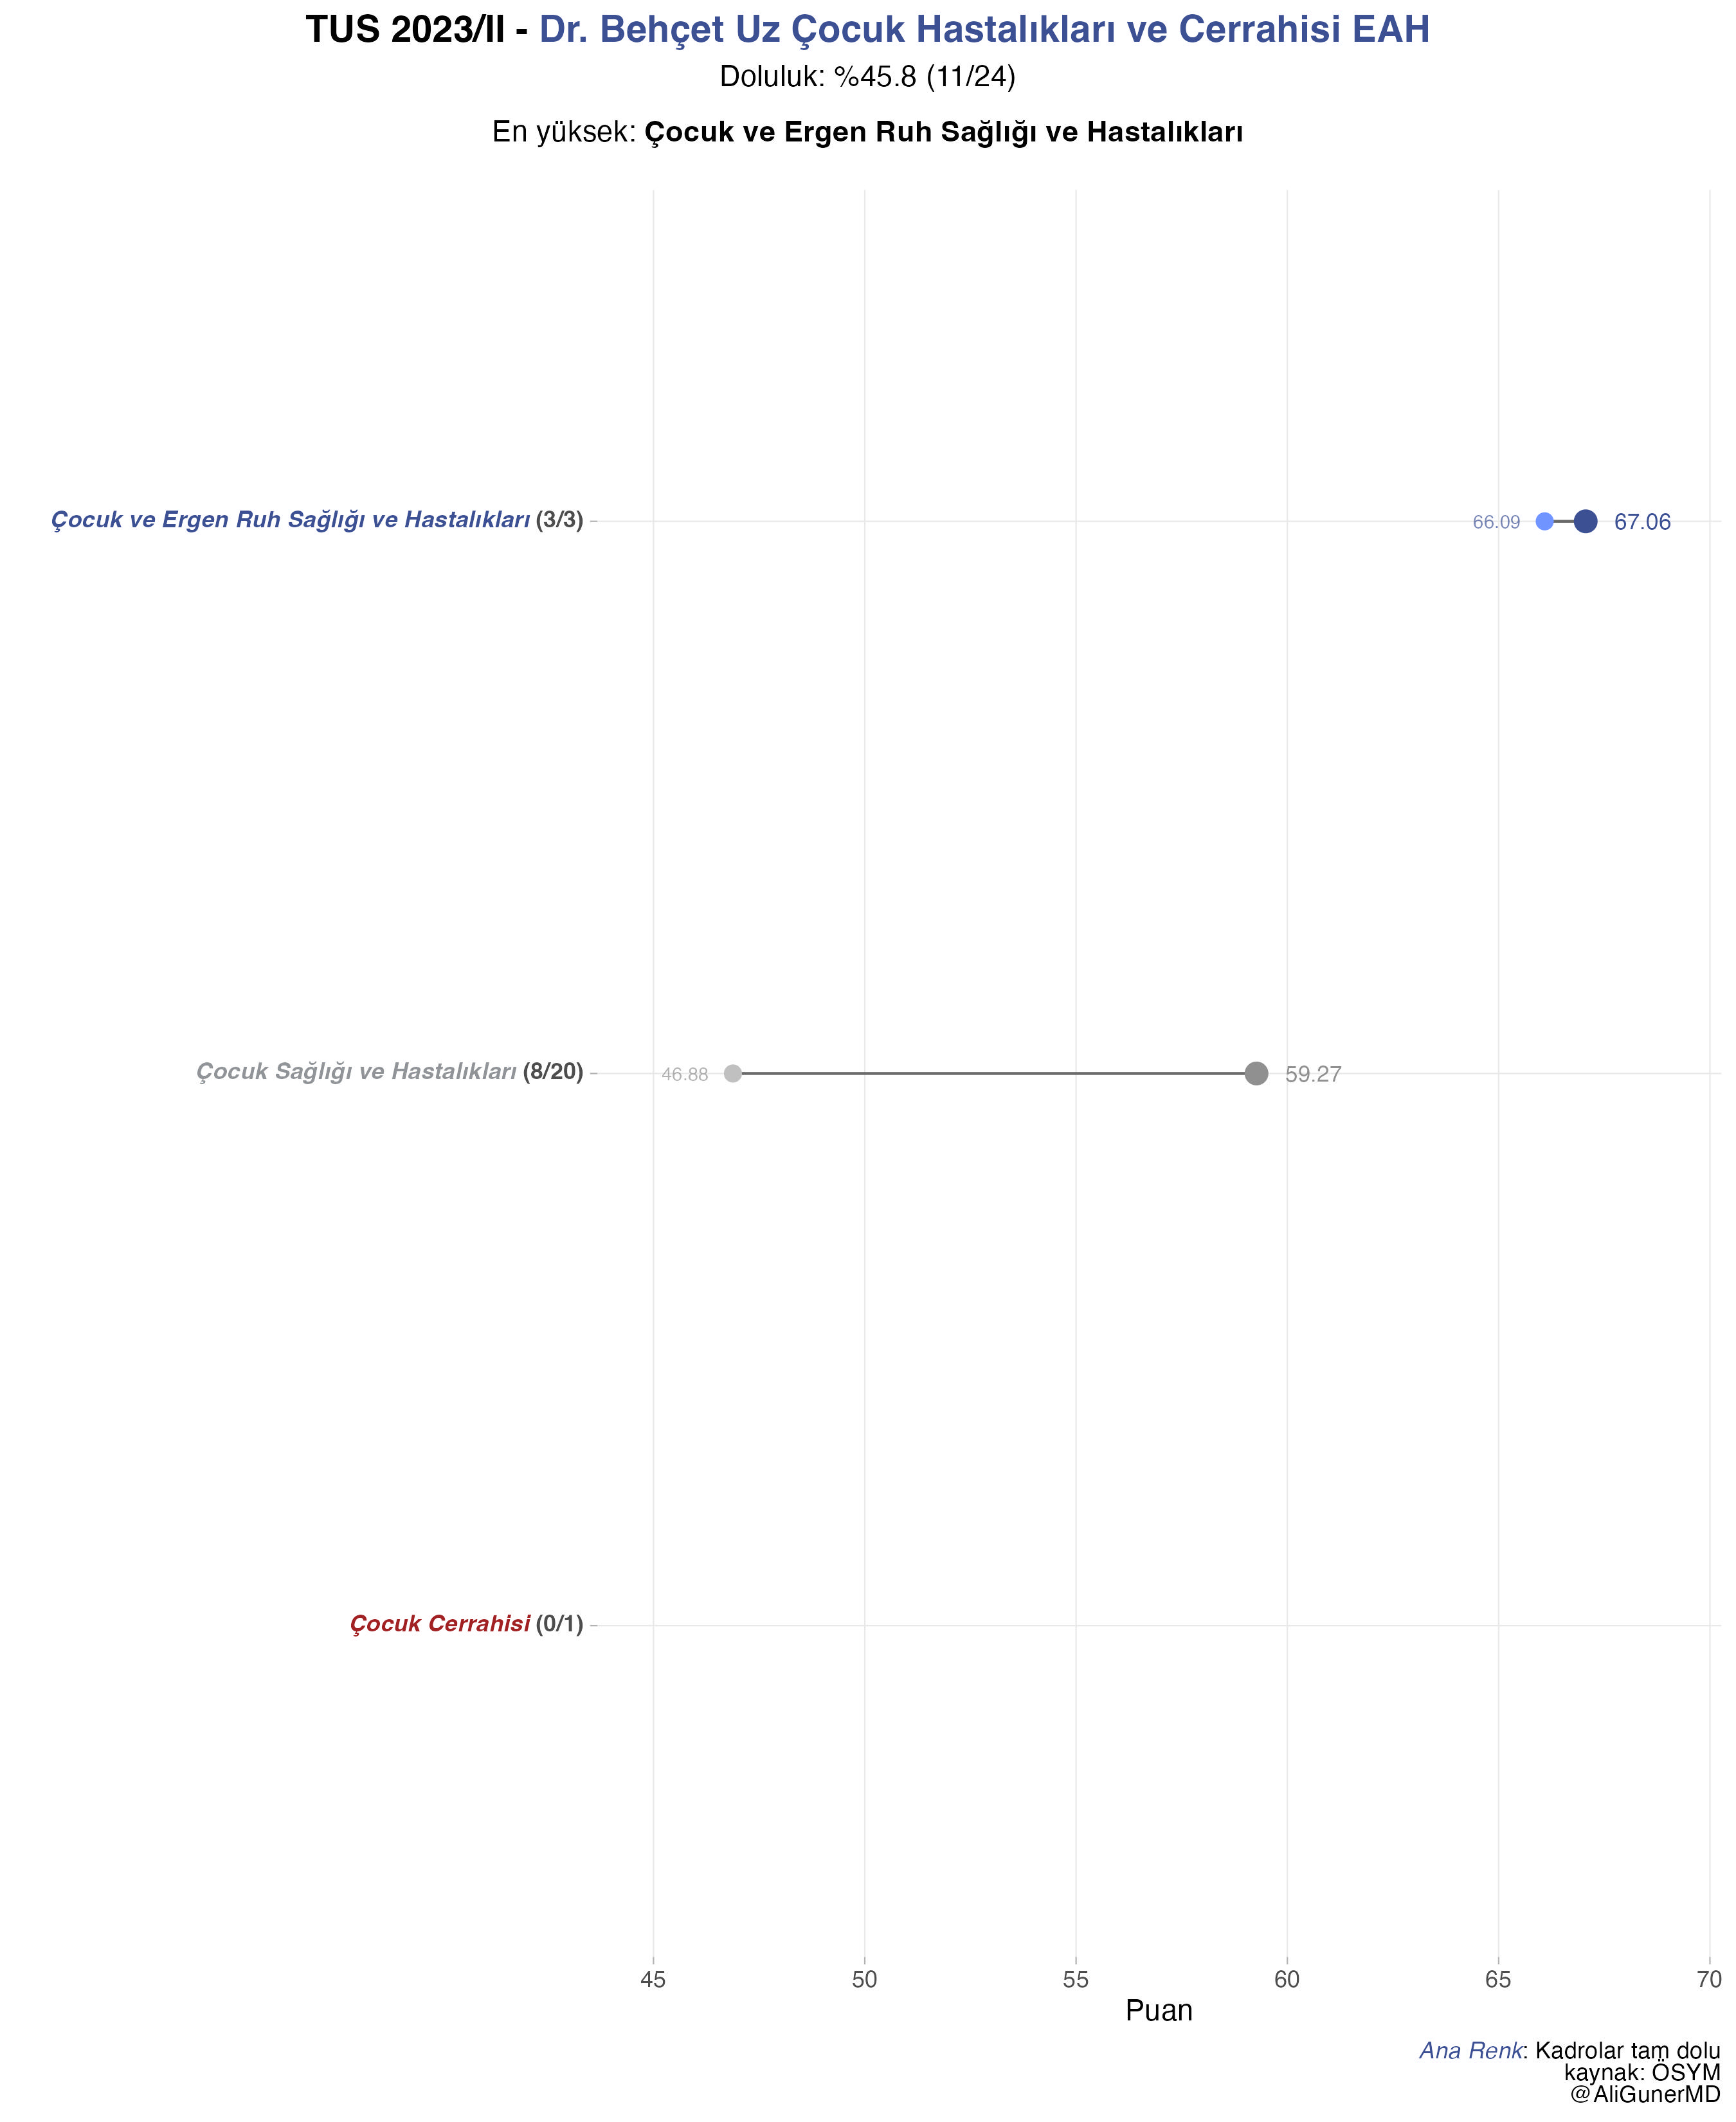 TUS 2023/II - Dr. Behçet Uz Çocuk Hastalıkları ve Cerrahisi EAH
Doluluk: %45.8 (11/24)
En yüksek: Çocuk ve Ergen Ruh Sağlığı ve Hastalıkları
Çocuk ve Ergen Ruh Sağlığı ve Hastalıkları (3/3)
66.09
67.06
Çocuk Sağlığı ve Hastalıkları (8/20)
46.88
59.27
Çocuk Cerrahisi (0/1)
45 50 55 60 65 70
Puan
Ana Renk: Kadrolar tam dolu
kaynak: ÖSYM
@AliGunerMD